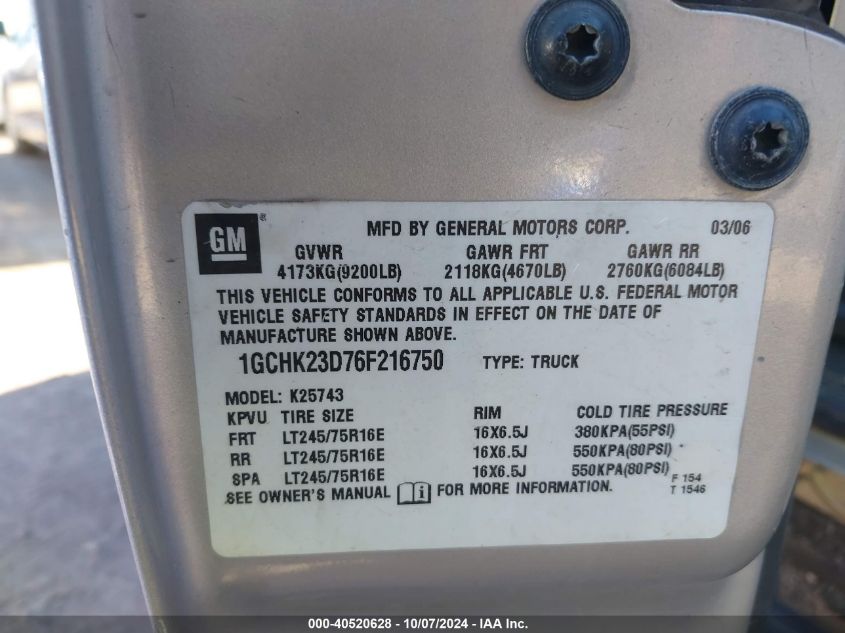 GM ®
MFD BY GENERAL MOTORS CORP. 03/06
GVWR GAWR FRT GAWR RR
4173KG(9200LB) 2118KG(4670LB) 2760KG(6084LB)
THIS VEHICLE CONFORMS TO ALL APPLICABLE U.S. FEDERAL MOTOR
VEHICLE SAFETY STANDARDS IN EFFECT ON THE DATE OF
MANUFACTURE SHOWN ABOVE.
1GCHK23D76F216750 TYPE: TRUCK
MODEL: K25743
KPVU TIRE SIZE RIM COLD TIRE PRESSURE
FRT LT245/75R16E 16X6.5J 380KPA(55PSI)
RR LT245/75R16E 16X6.5J 550KPA(80PSI)
SPA LT245/75R16E 16X6.5J 550KPA(80PSI)
SEE OWNER'S MANUAL FOR MORE INFORMATION.
F 154
T 1546
000-40520628 - 10/07/2024 - IAA Inc.